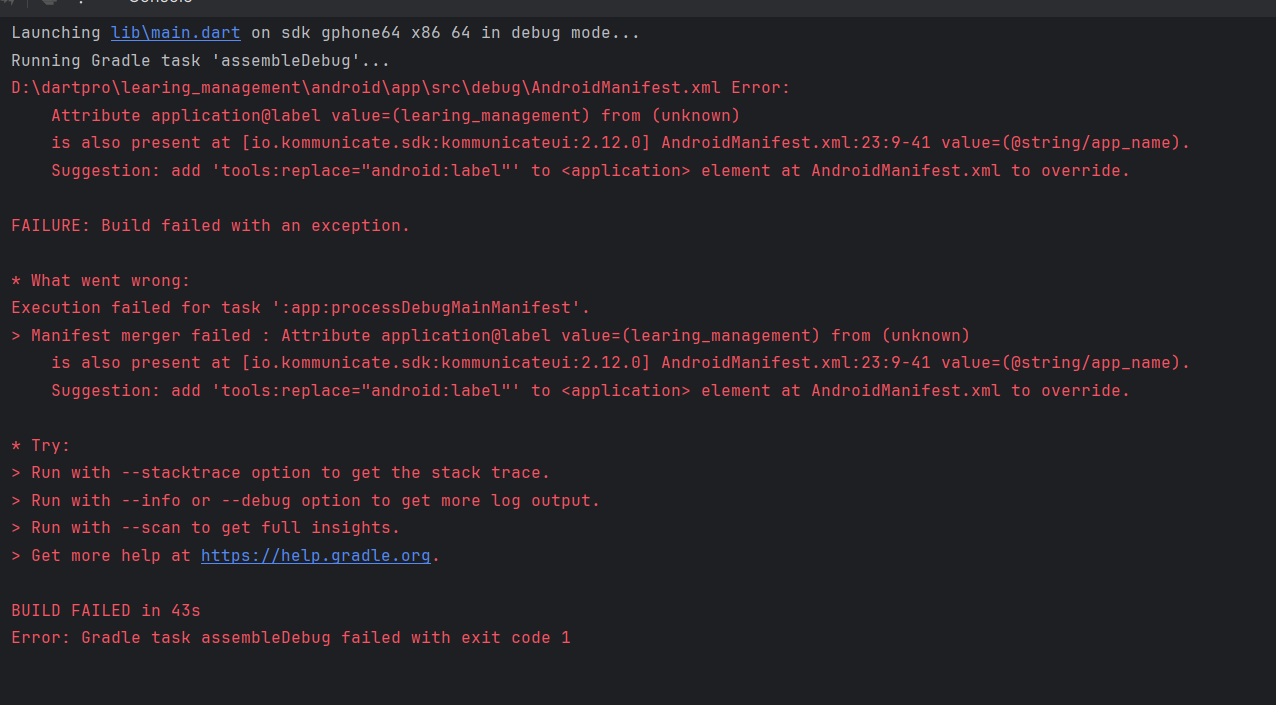 Launching lib\main.dart on sdk gphone64 x86 64 in debug mode...
Running Gradle task 'assembleDebug'...
D:\dartpro\learing_management\android\app\src\debug\AndroidManifest.xml Error:
    Attribute application@label value=(learing_management) from (unknown)
    is also present at [io.kommunicate.sdk:kommunicateui:2.12.0] AndroidManifest.xml:23:9-41 value=(@string/app_name).
    Suggestion: add 'tools:replace="android:label"' to <application> element at AndroidManifest.xml to override.

FAILURE: Build failed with an exception.

* What went wrong:
Execution failed for task ':app:processDebugMainManifest'.
> Manifest merger failed : Attribute application@label value=(learing_management) from (unknown)
    is also present at [io.kommunicate.sdk:kommunicateui:2.12.0] AndroidManifest.xml:23:9-41 value=(@string/app_name).
    Suggestion: add 'tools:replace="android:label"' to <application> element at AndroidManifest.xml to override.

* Try:
> Run with --stacktrace option to get the stack trace.
> Run with --info or --debug option to get more log output.
> Run with --scan to get full insights.
> Get more help at https://help.gradle.org.

BUILD FAILED in 43s
Error: Gradle task assembleDebug failed with exit code 1